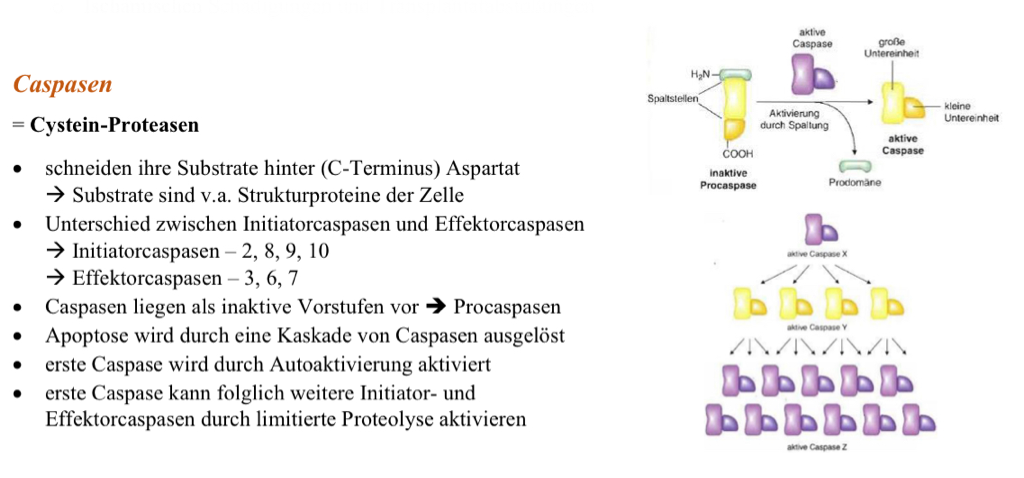 Caspasen
= Cystein-Proteasen
• schneiden ihre Substrate hinter (C-Terminus) Aspartat
→ Substrate sind v.a. Strukturproteine der Zelle
• Unterschied zwischen Initiatorcaspasen und Effektorcaspasen
→ Initiatorcaspasen – 2, 8, 9, 10
→ Effektorcaspasen – 3, 6, 7
• Caspasen liegen als inaktive Vorstufen vor → Procaspasen
• Apoptose wird durch eine Kaskade von Caspasen ausgelöst
• erste Caspase wird durch Autoaktivierung aktiviert
• erste Caspase kann folglich weitere Initiator- und
Effektorcaspasen durch limitierte Proteolyse aktivieren
aktive
Caspase
große
Untereinheit
H₂N
Spaltstellen
Aktivierung
durch Spaltung
kleine
Untereinheit
COOH
aktive
Caspase
inaktive
Procaspase
Prodomäne
aktive Caspase X
aktive Caspase Y
aktive Caspase Z